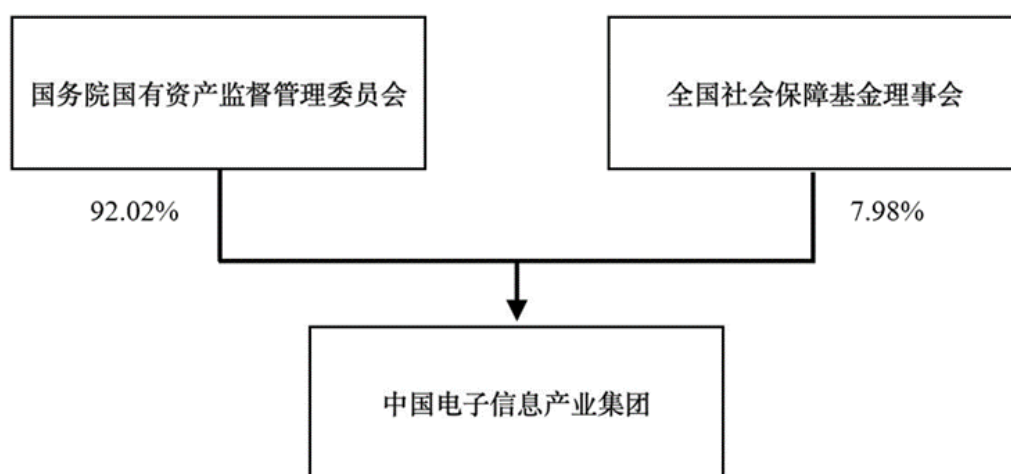 国务院国有资产监督管理委员会
全国社会保障基金理事会
92.02%
7.98%
中国电子信息产业集团